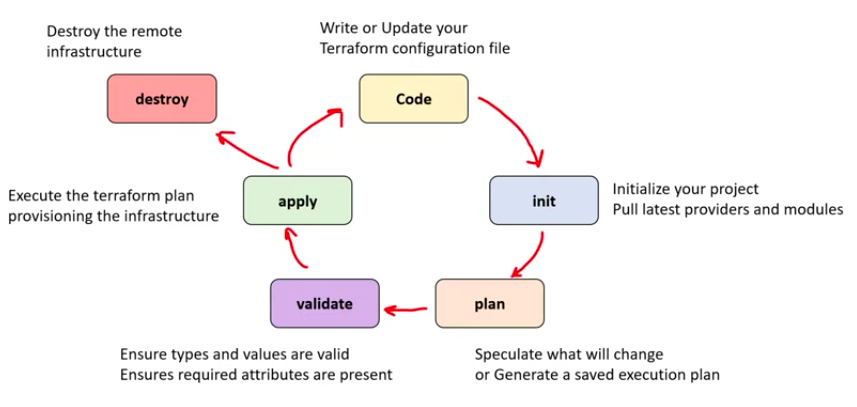 Destroy the remote
infrastructure
destroy
Write or Update your
Terraform configuration file
Code
Initialize your project
Pull latest providers and modules
init
plan
Speculate what will change
or Generate a saved execution plan
validate
Ensure types and values are valid
Ensures required attributes are present
Execute the terraform plan
provisioning the infrastructure
apply